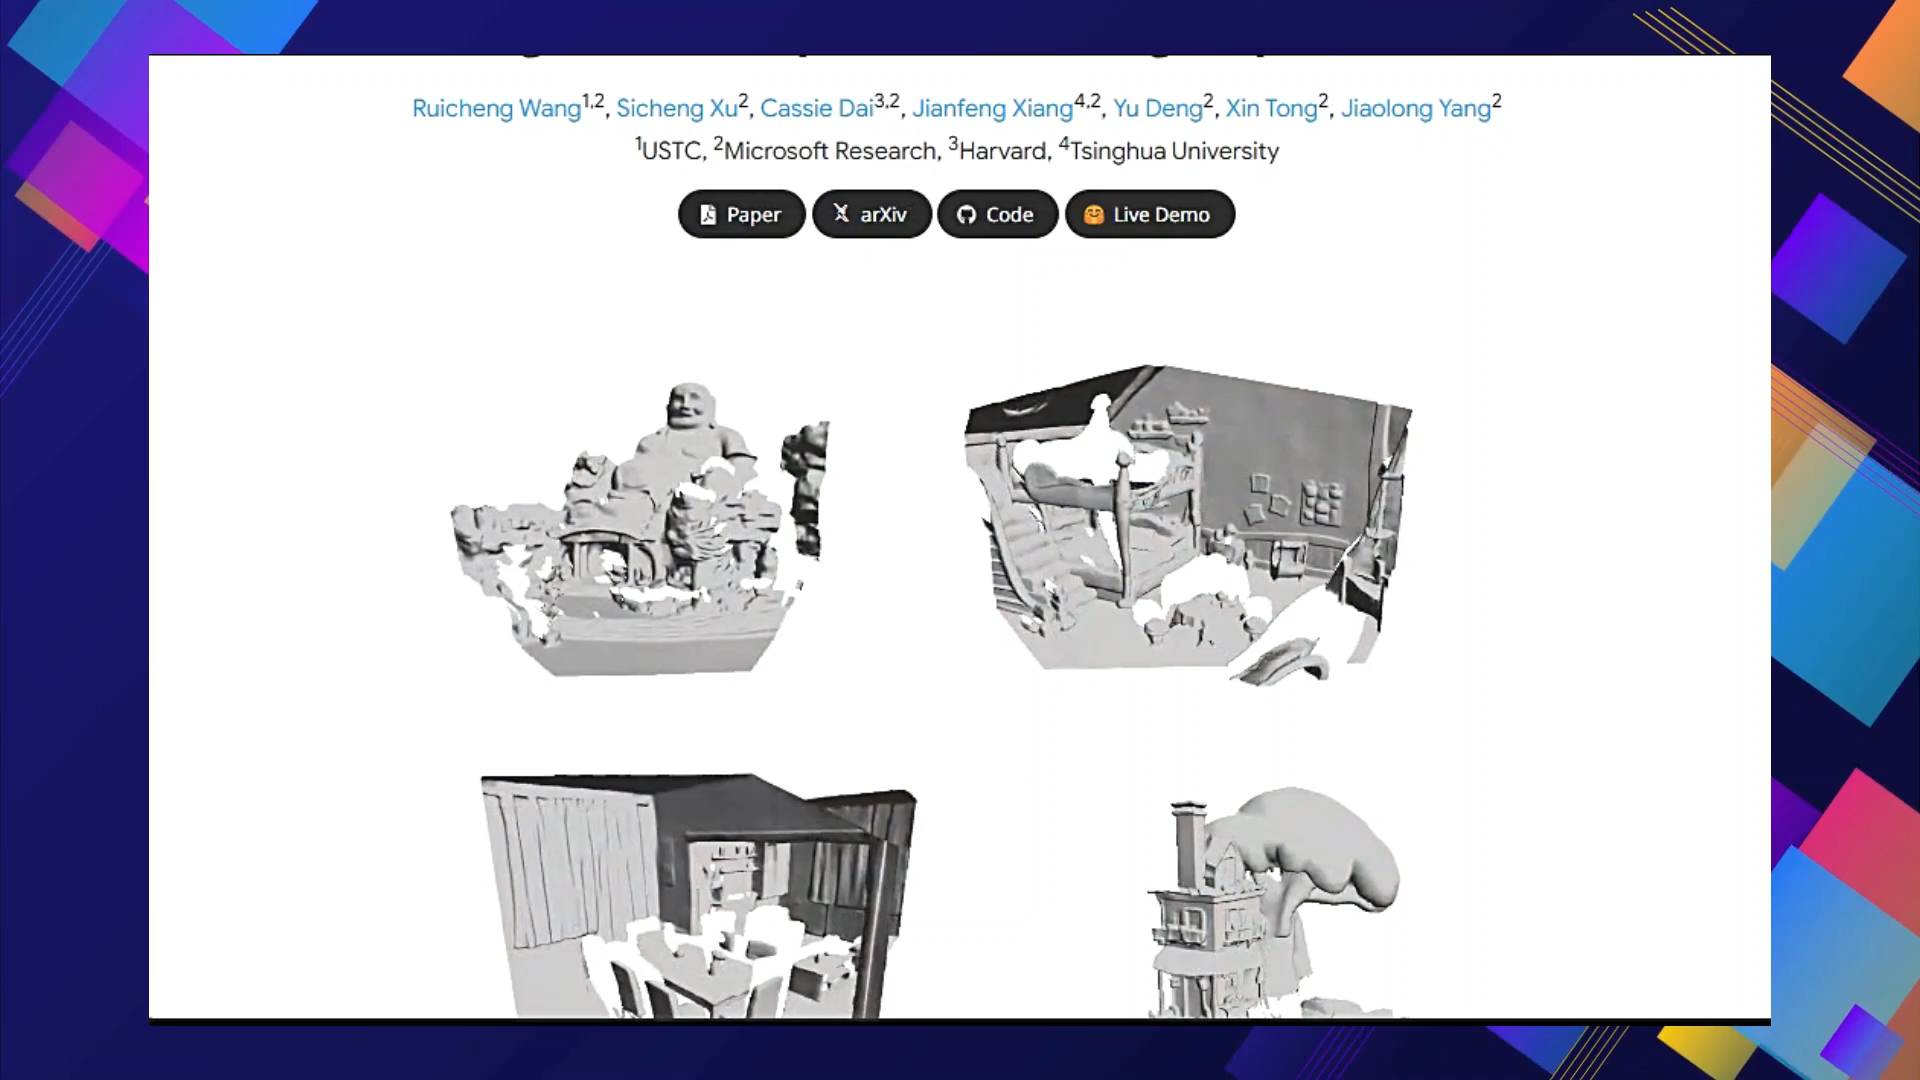 Ruicheng Wang1,2, Sicheng Xu2, Cassie Dai3,2, Jianfeng Xiang4,2, Yu Deng2, Xin Tong2, Jiaolong Yang2
1USTC, 2Microsoft Research, 3Harvard, 4Tsinghua University
Paper arXiv Code Live Demo